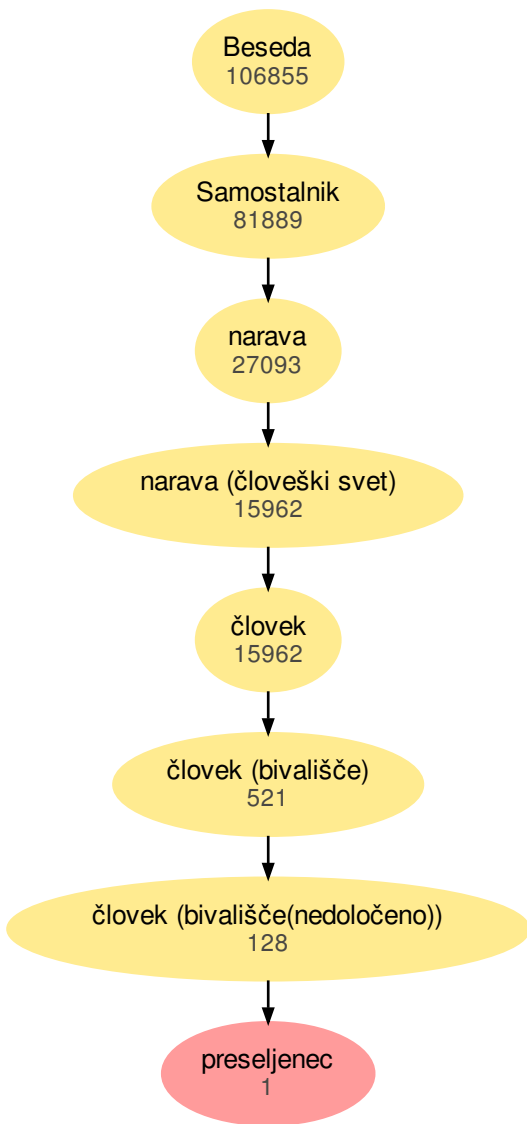 Beseda
106855
Samostalnik
81889
narava
27093
narava (človeški svet)
15962
človek
15962
človek (bivališče)
521
človek (bivališče(nedoločeno))
128
preseljenec
1